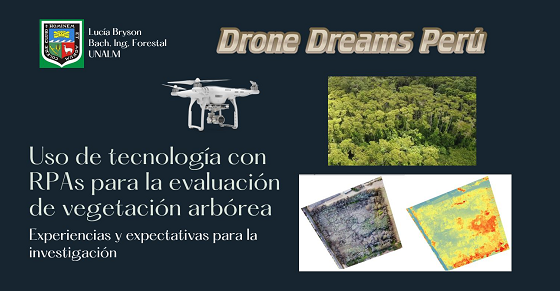 Lucía Bryson
Bach. Ing. Forestal
UNALM
Drone Dreams Perú
Uso de tecnología con
RPAs para la evaluación
de vegetación arbórea
Experiencias y expectativas para la
investigación